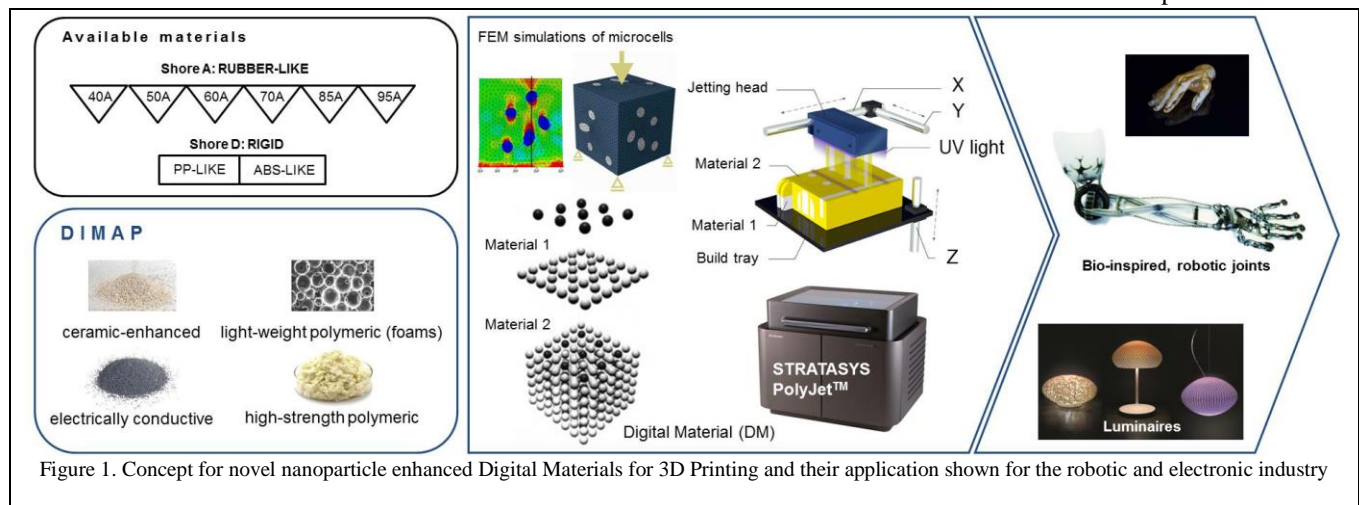 Available materials
Shore A: RUBBER-LIKE
40A 50A 60A 70A 85A 95A
Shore D: RIGID
PP-LIKE ABS-LIKE
DIMAP
ceramic-enhanced
light-weight polymeric (foams)
electrically conductive
high-strength polymeric
FEM simulations of microcells
Material 1
Material 2
Digital Material (DM)
Jetting head
X
Y
UV light
Material 2
Material 1
Build tray
Z
STRATASYS
PolyJet™
Bio-inspired, robotic joints
Luminaires
Figure 1. Concept for novel nanoparticle enhanced Digital Materials for 3D Printing and their application shown for the robotic and electronic industry